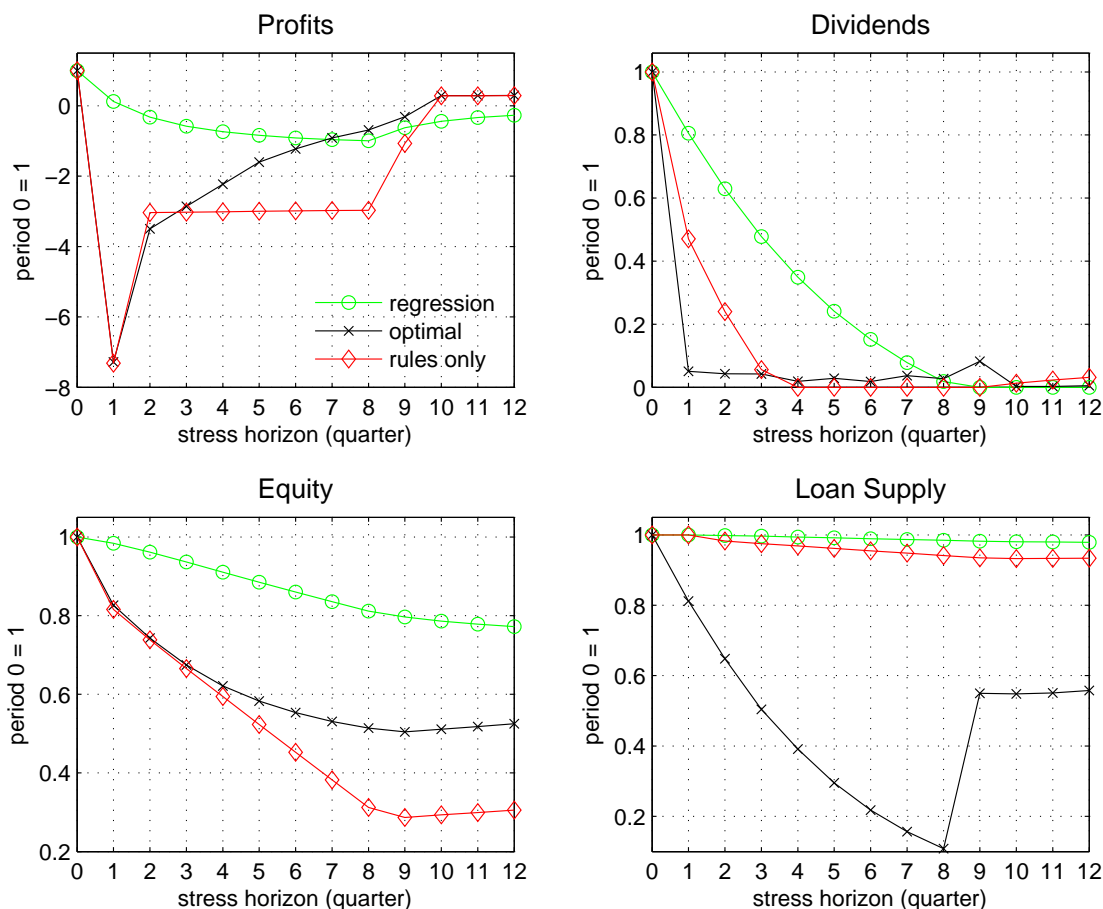 Profits
period 0 = 1
0
−2
−4
−6
−8
regression
optimal
rules only
0 1 2 3 4 5 6 7 8 9 10 11 12
stress horizon (quarter)
Dividends
period 0 = 1
1
0.8
0.6
0.4
0.2
0
0 1 2 3 4 5 6 7 8 9 10 11 12
stress horizon (quarter)
Equity
period 0 = 1
1
0.8
0.6
0.4
0.2
0 1 2 3 4 5 6 7 8 9 10 11 12
stress horizon (quarter)
Loan Supply
period 0 = 1
1
0.8
0.6
0.4
0.2
0 1 2 3 4 5 6 7 8 9 10 11 12
stress horizon (quarter)